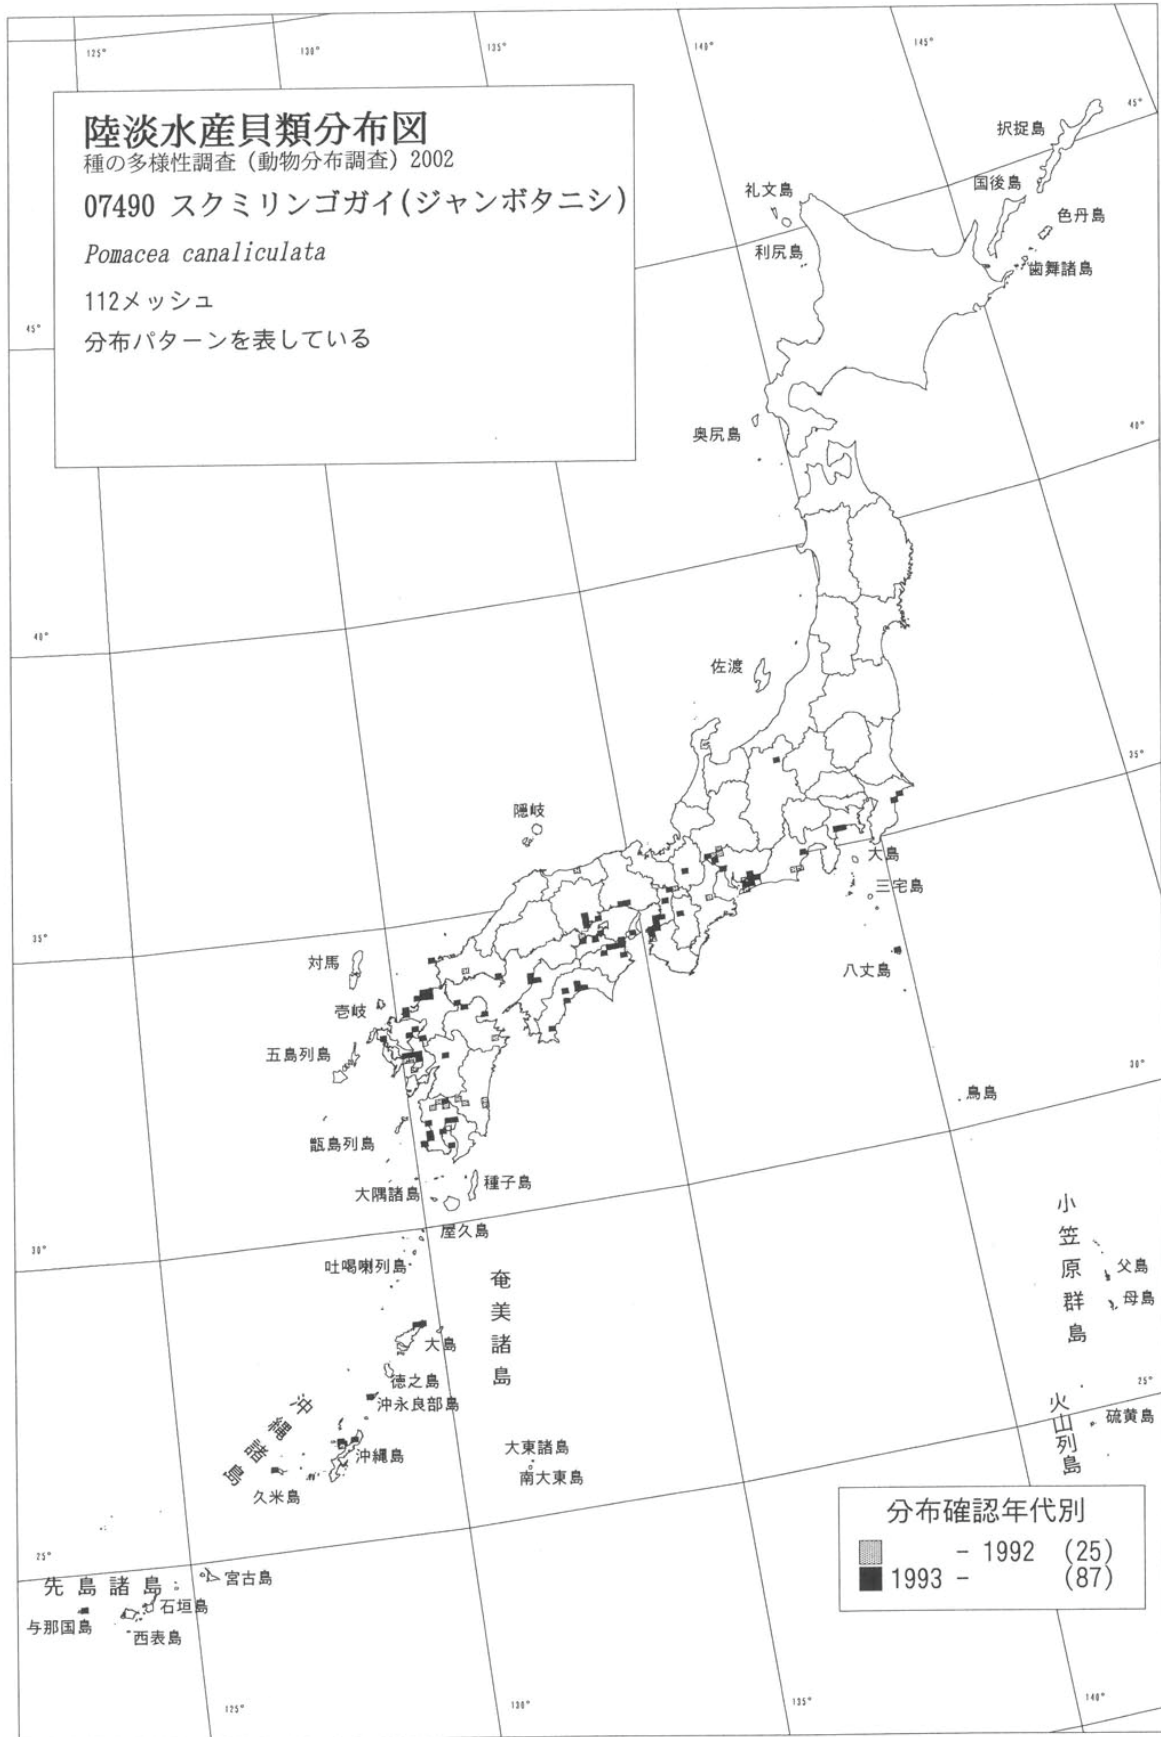 125°
130°
135°
140°
145°
45°
陸淡水産貝類分布図
種の多様性調査(動物分布調査)2002
07490 スクミリンゴガイ(ジャンボタニシ)
Pomacea canaliculata
112メッシュ
分布パターンを表している
択捉島
国後島
礼文島
色丹島
利尻島
歯舞諸島
45°
奥尻島
40°
40°
佐渡
35°
隠岐
大島
三宅島
35°
対馬
八丈島
壱岐
五島列島
30°
鳥島
甑島列島
種子島
大隅諸島
屋久島
30°
吐喝喇列島
奄美諸島
小笠原群島
父島
母島
大島
徳之島
沖永良部島
25°
沖縄諸島
火山列島
硫黄島
沖縄島
大東諸島
南大東島
久米島
分布確認年代別
- 1992 (25)
1993 - (87)
25°
先島諸島
宮古島
石垣島
与那国島
西表島
125°
130°
135°
140°